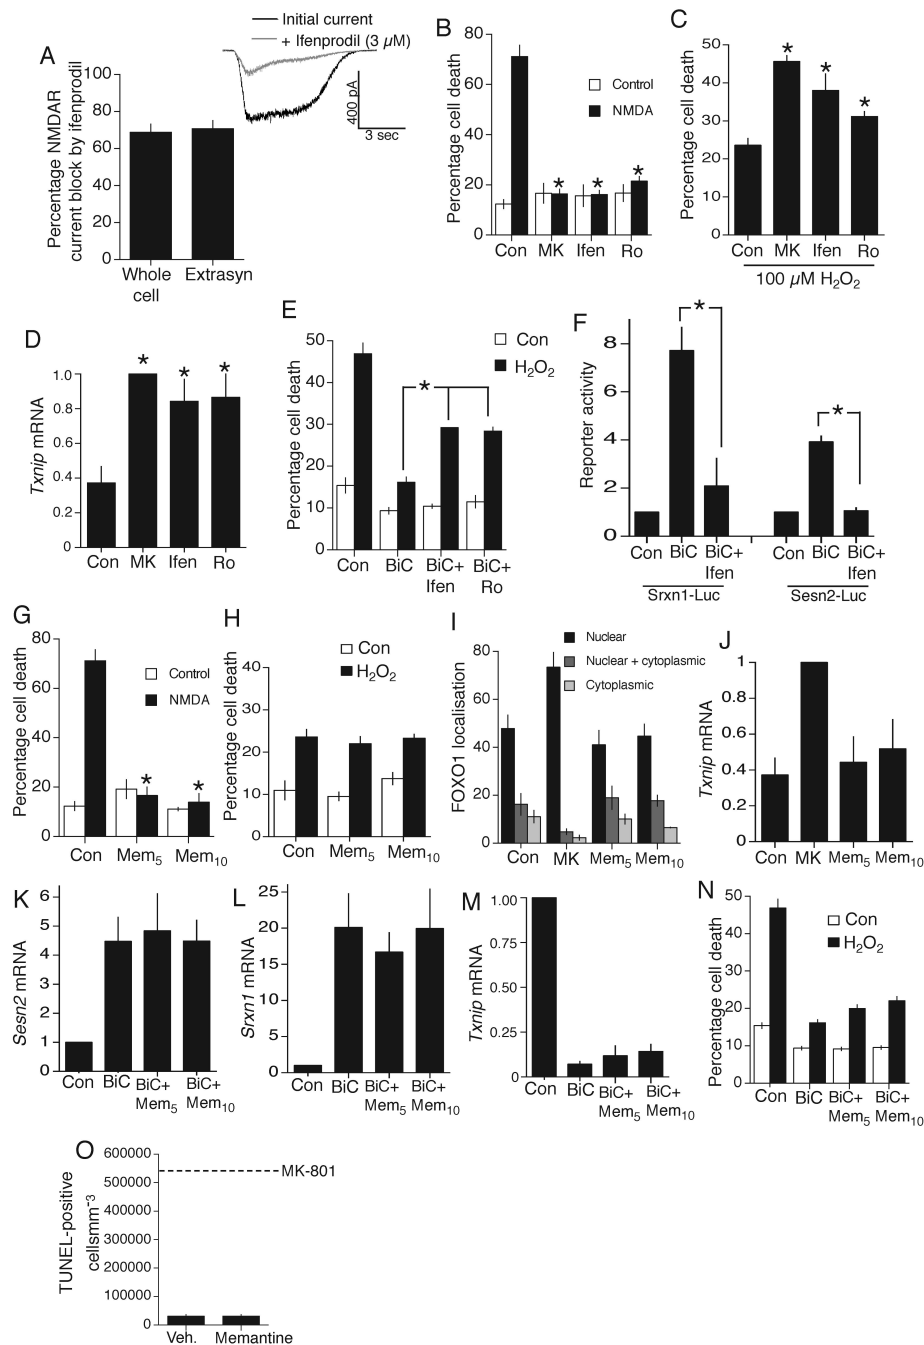 A
Initial current
+ Ifenprodil (3 µM)
400 pA
3 sec
Percentage NMDAR
current block by ifenprodil
100
80
60
40
20
0
Whole
cell
Extrasyn
B
Percentage cell death
80
60
40
20
0
Control
NMDA
* * *
Con MK Ifen Ro
C
Percentage cell death
50
40
30
20
10
0
* * *
Con MK Ifen Ro
100 µM H₂O₂
D
Txnip mRNA
1.0
0.8
0.6
0.4
0.2
0
* * *
Con MK Ifen Ro
E
Percentage cell death
50
40
30
20
10
0
Con
H₂O₂
*
Con BiC BiC+
Ifen
BiC+
Ro
F
Reporter activity
8
6
4
2
0
*
*
Con BiC BiC+
Ifen
Srxn1-Luc
Con BiC BiC+
Ifen
Sesn2-Luc
G
Percentage cell death
80
60
40
20
0
Control
NMDA
* *
Con Mem₅ Mem₁₀
H
Percentage cell death
40
30
20
10
0
Con
H₂O₂
Con Mem₅ Mem₁₀
I
FOXO1 localisation
80
60
40
20
0
Nuclear
Nuclear + cytoplasmic
Cytoplasmic
Con MK Mem₅ Mem₁₀
J
Txnip mRNA
1
0.8
0.6
0.4
0.2
0
Con MK Mem₅ Mem₁₀
K
Sesn2 mRNA
6
5
4
3
2
1
0
Con BiC BiC+
Mem₅
BiC+
Mem₁₀
L
Srxn1 mRNA
25
20
15
10
5
0
Con BiC BiC+
Mem₅
BiC+
Mem₁₀
M
Txnip mRNA
1.00
0.75
0.50
0.25
0
Con BiC BiC+
Mem₅
BiC+
Mem₁₀
N
Percentage cell death
50
40
30
20
10
0
Con
H₂O₂
Con BiC BiC+
Mem₅
BiC+
Mem₁₀
O
TUNEL-positive
cellsmm⁻³
600000
500000
400000
300000
200000
100000
0
MK-801
Veh. Memantine